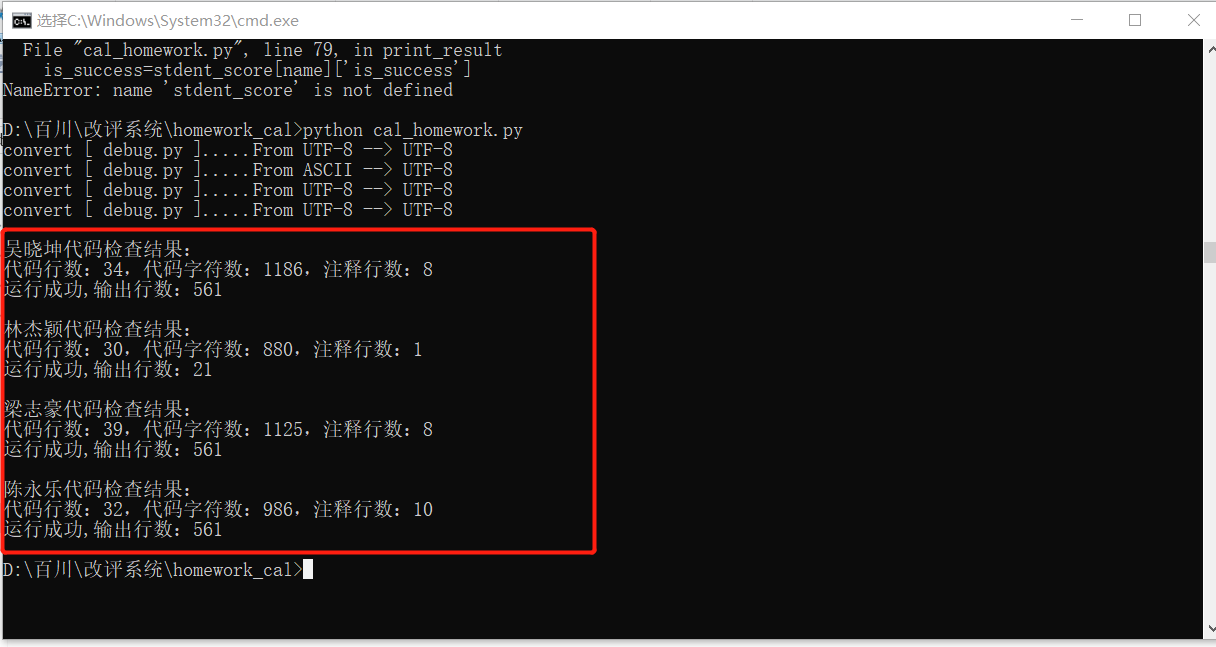 选择C:\Windows\System32\cmd.exe
File "cal_homework.py", line 79, in print_result
is_success=stdent_score[name]['is_success']
NameError: name 'stdent_score' is not defined
D:\百川\改评系统\homework_cal>python cal_homework.py
convert [ debug.py ].....From UTF-8 --> UTF-8
convert [ debug.py ].....From ASCII --> UTF-8
convert [ debug.py ].....From UTF-8 --> UTF-8
convert [ debug.py ].....From UTF-8 --> UTF-8
吴晓坤代码检查结果：
代码行数：34，代码字符数：1186，注释行数：8
运行成功,输出行数：561
林杰颖代码检查结果：
代码行数：30，代码字符数：880，注释行数：1
运行成功,输出行数：21
梁志豪代码检查结果：
代码行数：39，代码字符数：1125，注释行数：8
运行成功,输出行数：561
陈永乐代码检查结果：
代码行数：32，代码字符数：986，注释行数：10
运行成功,输出行数：561
D:\百川\改评系统\homework_cal>